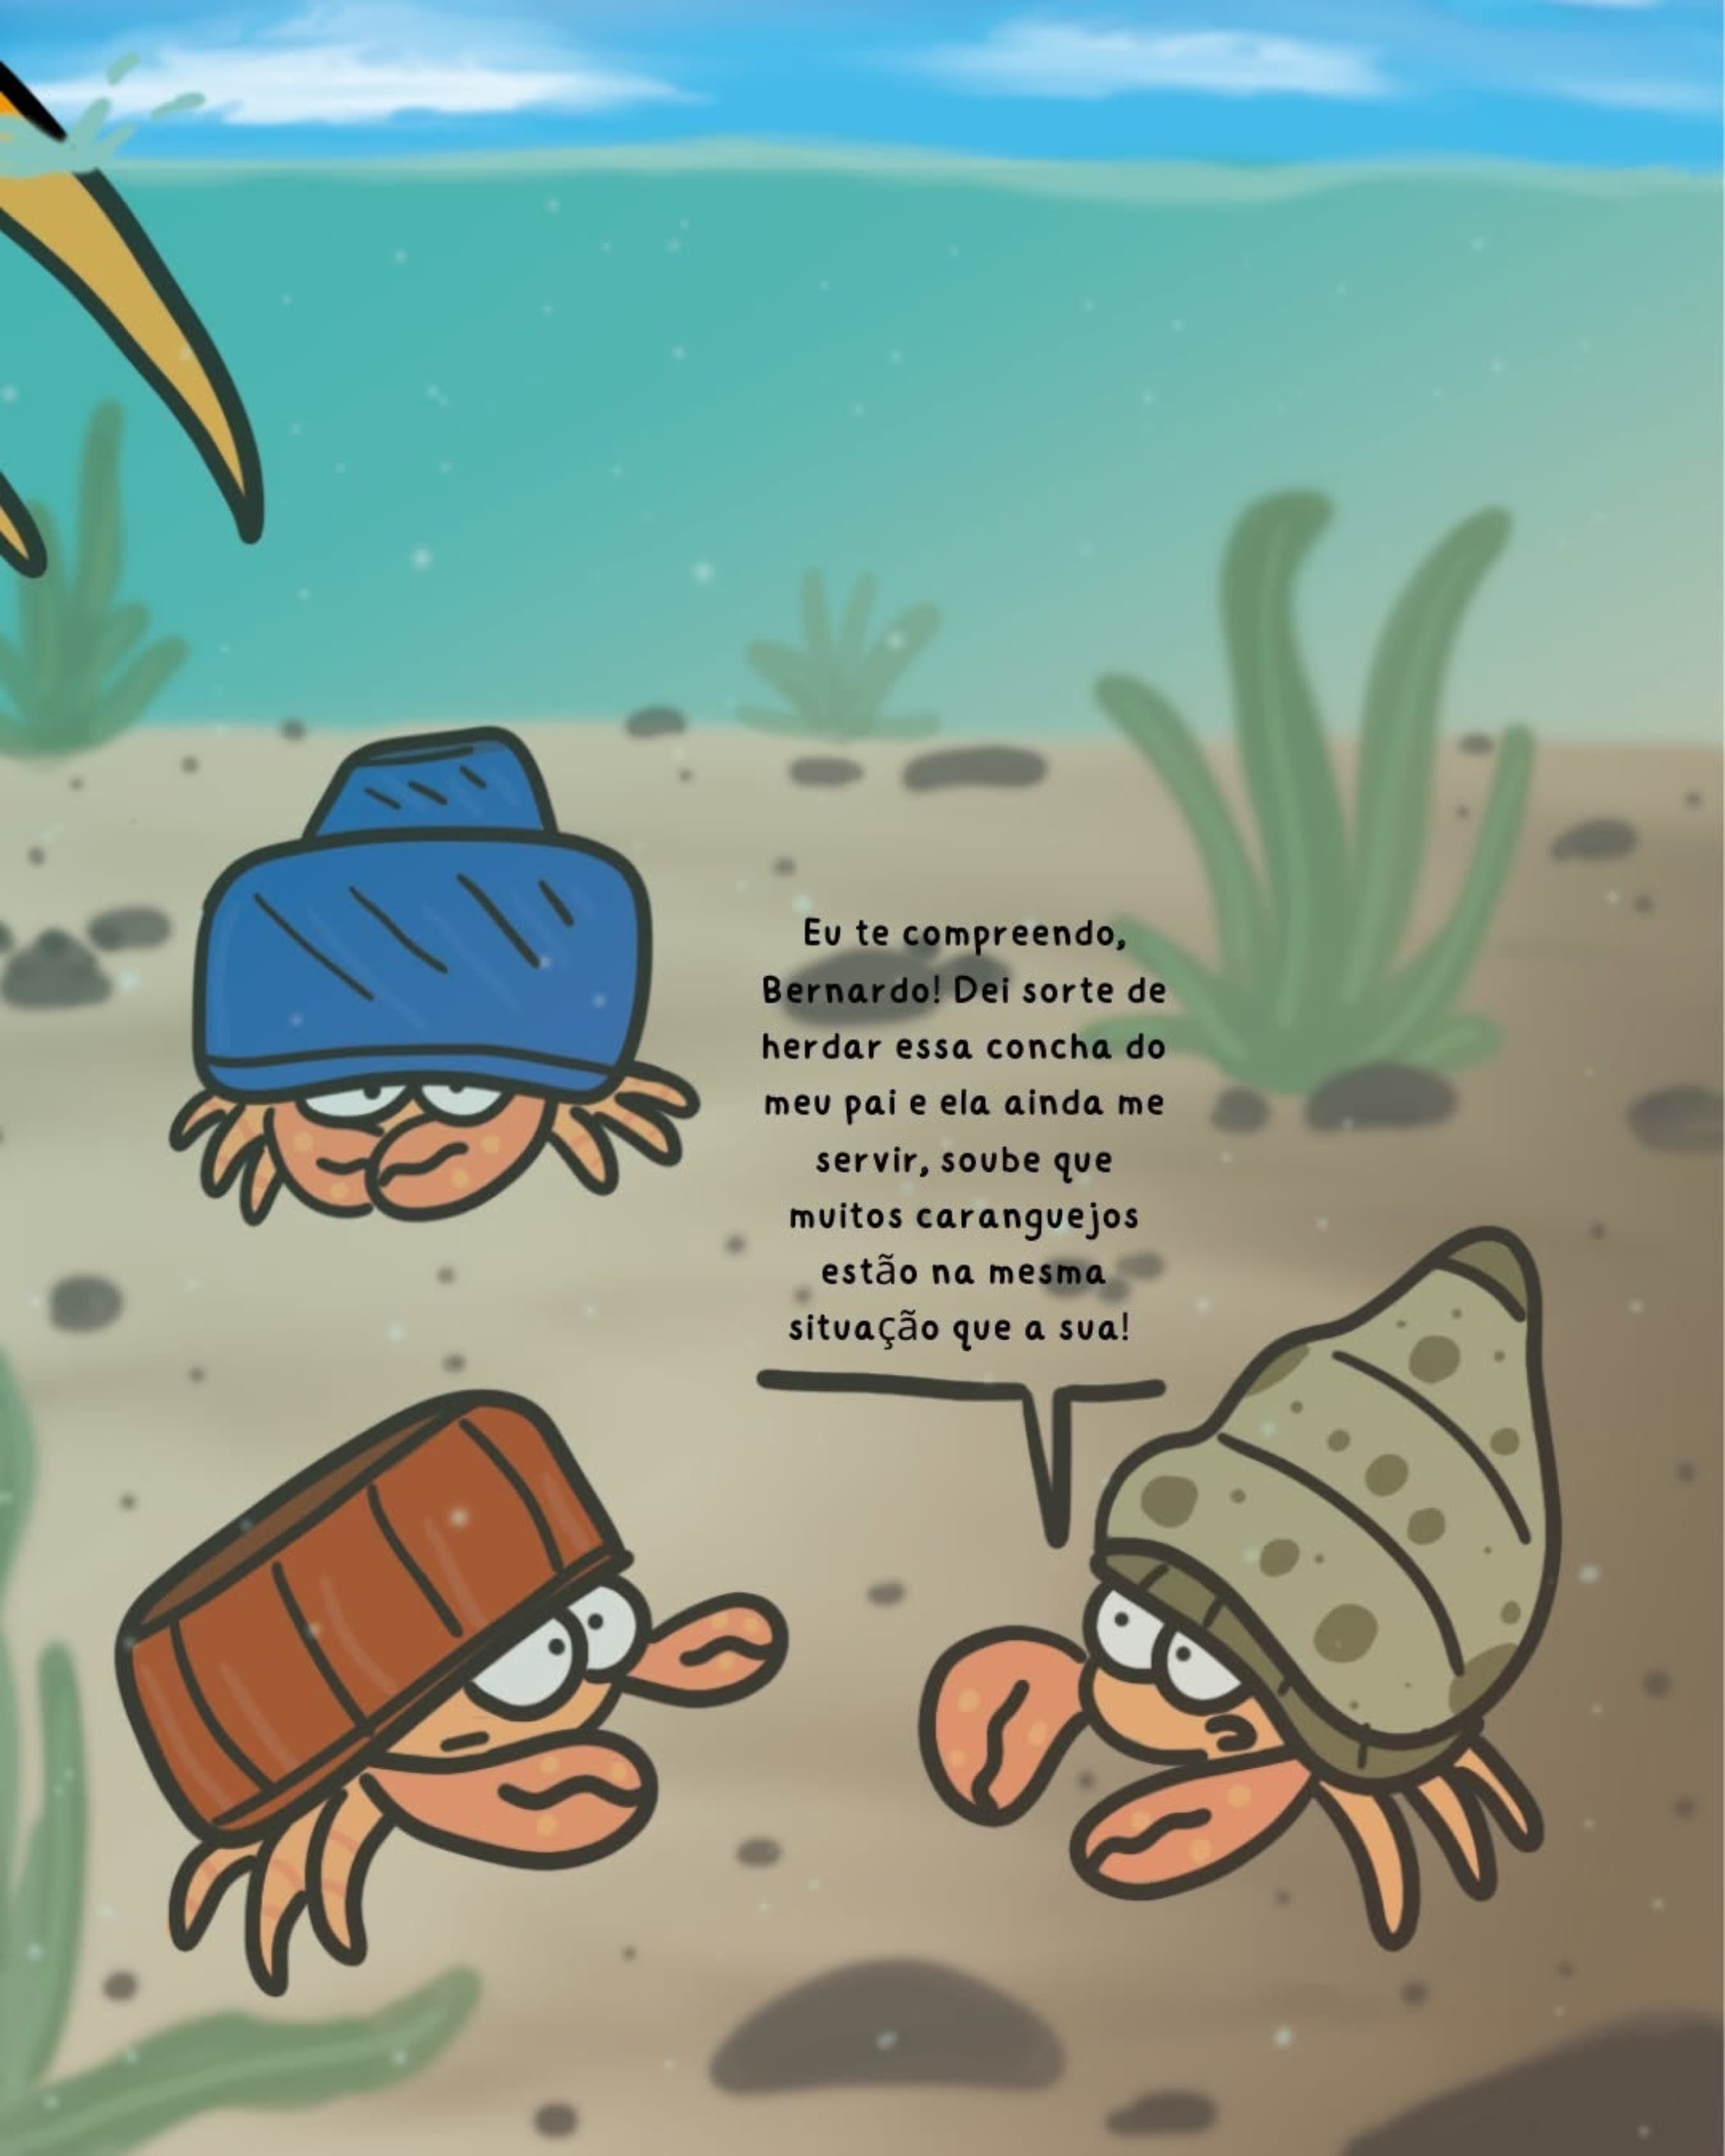 Eu te compreendo,
Bernardo! Dei sorte de
herdar essa concha do
meu pai e ela ainda me
servir, soube que
muitos caranguejos
estão na mesma
situação que a sua!